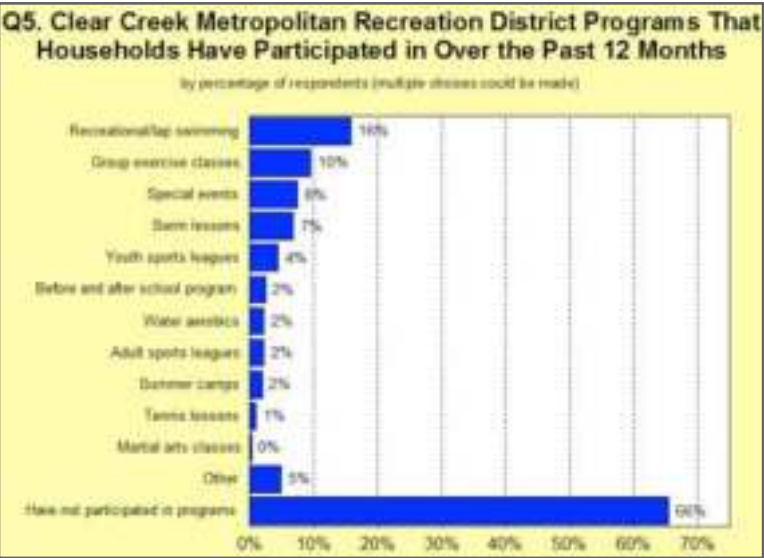 Q5. Clear Creek Metropolitan Recreation District Programs That
Households Have Participated in Over the Past 12 Months
by percentage of respondents (multiple choices could be made)
Recreational/lap swimming 16%
Group exercise classes 10%
Special events 8%
Swim lessons 7%
Youth sports leagues 4%
Before and after school program 2%
Water aerobics 2%
Adult sports leagues 2%
Summer camps 2%
Tennis lessons 1%
Martial arts classes 0%
Other 5%
Have not participated in programs 66%
0% 10% 20% 30% 40% 50% 60% 70%